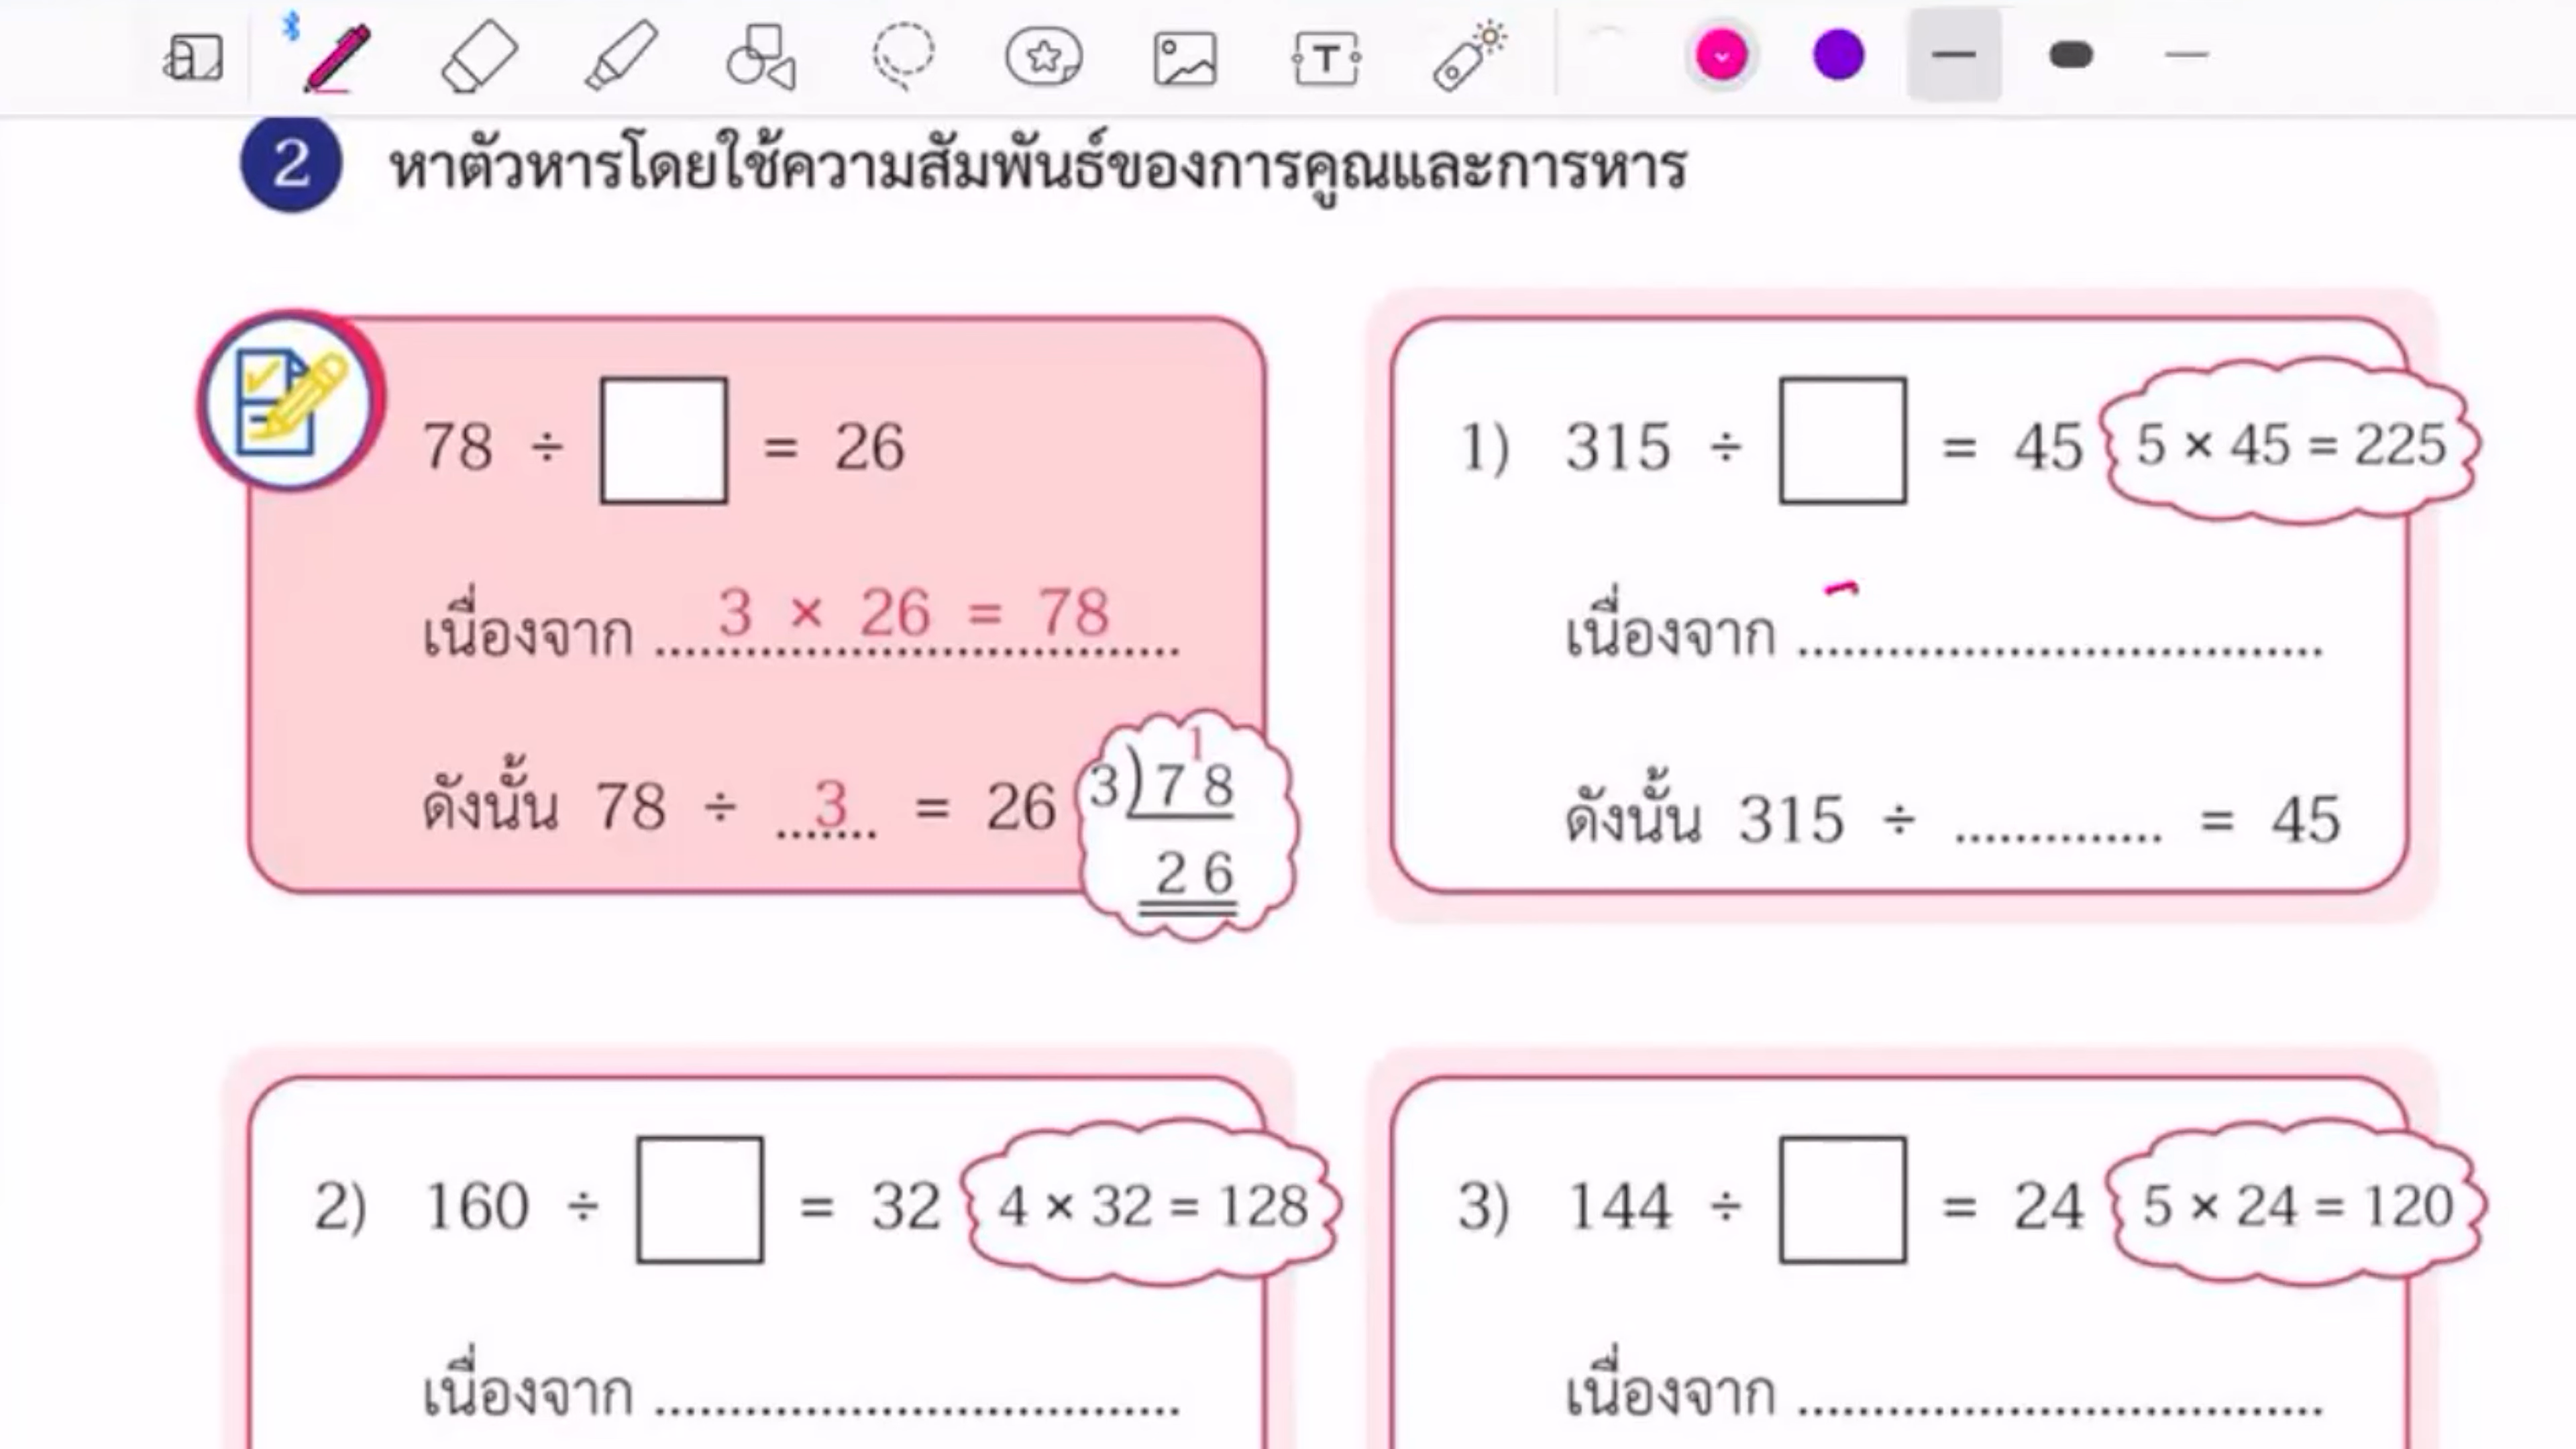 T
2 หาตัวหารโดยใช้ความสัมพันธ์ของการคูณและการหาร
78 ÷ = 26
เนื่องจาก 3 × 26 = 78
ดังนั้น 78 ÷ 3 = 26
1
3)78
26
1) 315 ÷ = 45
5 × 45 = 225
เนื่องจาก ..................................
ดังนั้น 315 ÷ .............. = 45
2) 160 ÷ = 32
4 × 32 = 128
เนื่องจาก ..................................
3) 144 ÷ = 24
5 × 24 = 120
เนื่องจาก ..................................